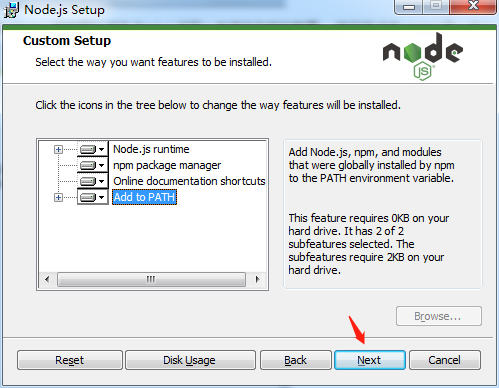 Node.js Setup
Custom Setup
Select the way you want features to be installed.
node
JS
®
Click the icons in the tree below to change the way features will be installed.
Node.js runtime
npm package manager
Online documentation shortcuts
Add to PATH
Add Node.js, npm, and modules
that were globally installed by npm
to the PATH environment variable.
This feature requires 0KB on your
hard drive. It has 2 of 2
subfeatures selected. The
subfeatures require 2KB on your
hard drive.
Browse...
Reset
Disk Usage
Back
Next
Cancel